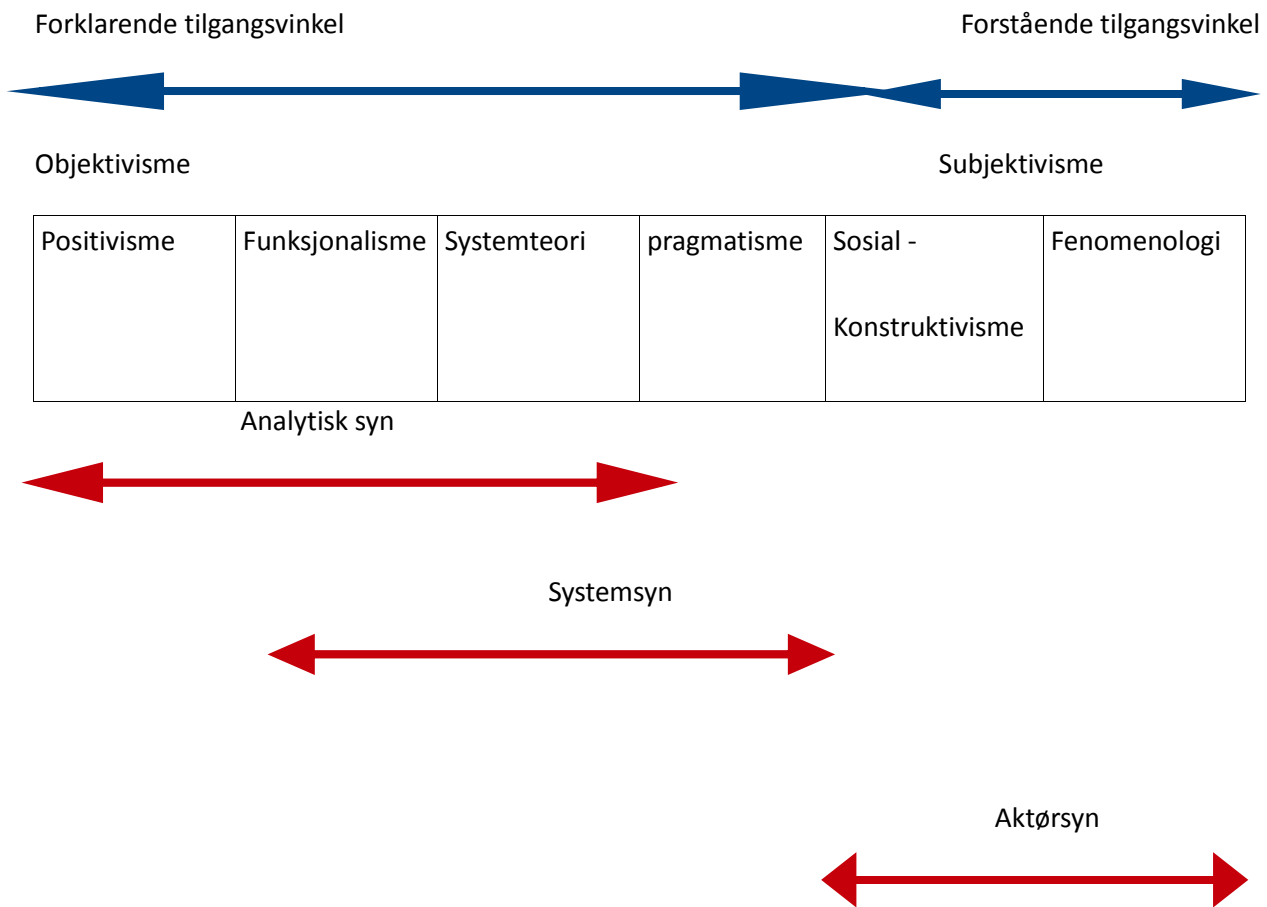 Forklarende tilgangsvinkel
Forstående tilgangsvinkel
Objektivisme
Subjektivisme
Positivisme
Funksjonalisme
Systemteori
pragmatisme
Sosial -
Konstruktivisme
Fenomenologi
Analytisk syn
Systemsyn
Aktørsyn